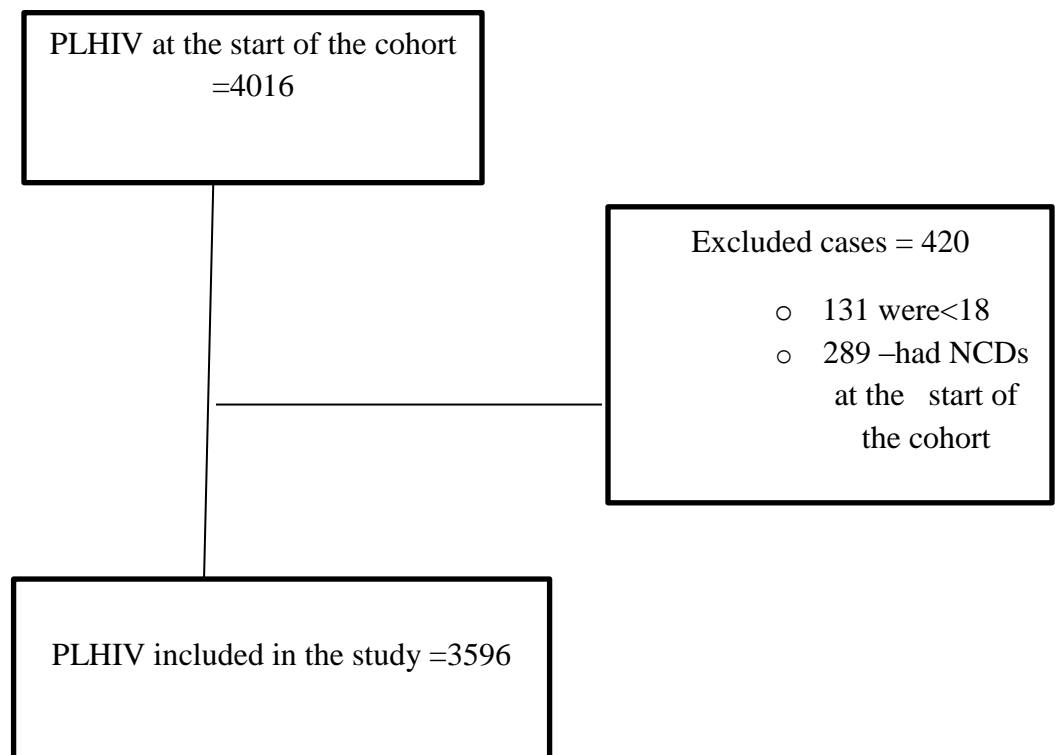 PLHIV at the start of the cohort
=4016
Excluded cases = 420
o 131 were<18
o 289 –had NCDs
at the start of
the cohort
PLHIV included in the study =3596